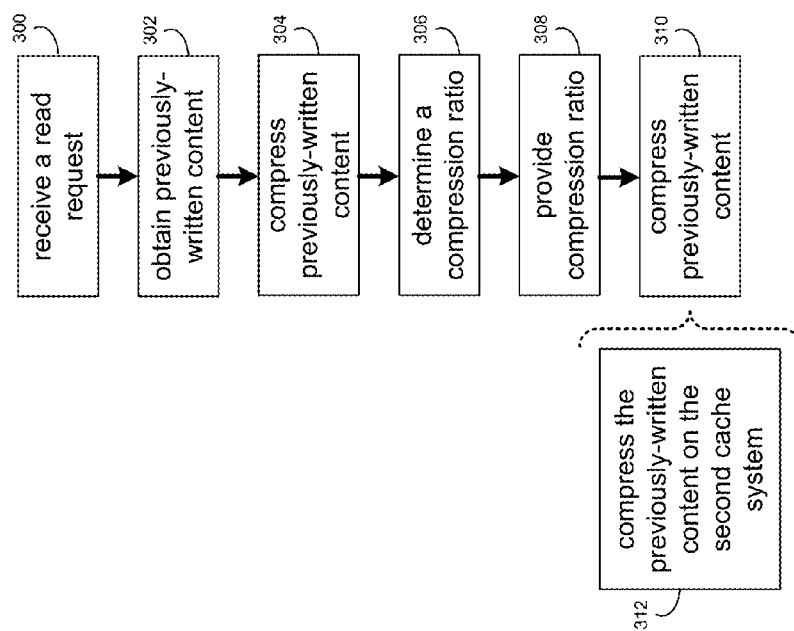 300
receive a read
request
302
obtain previously-
written content
304
compress
previously-written
content
306
determine a
compression ratio
308
provide
compression ratio
310
compress
previously-written
content
312
compress the
previously-written
content on the
second cache
system